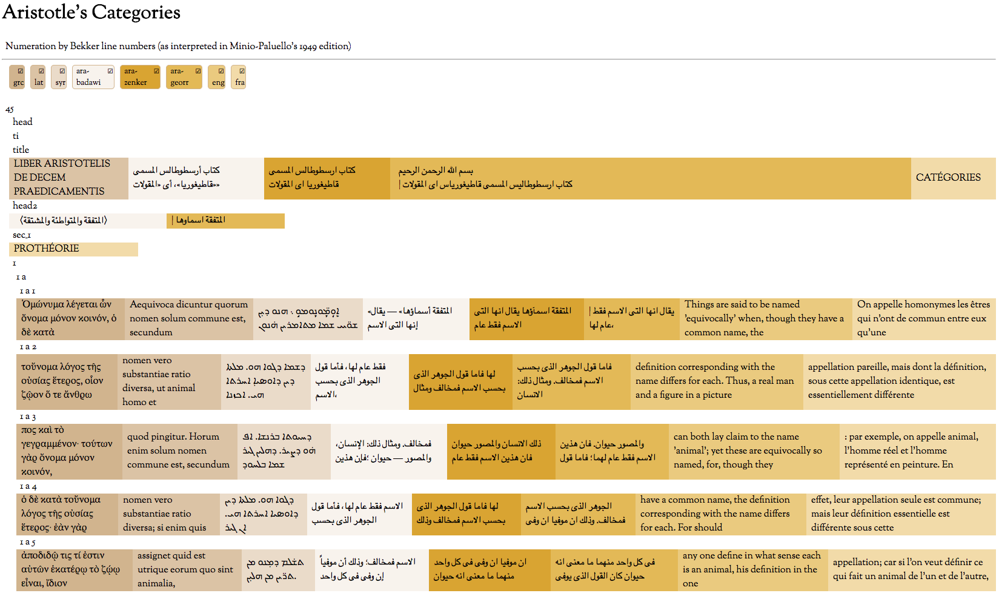 Aristotle's Categories
Numeration by Bekker line numbers (as interpreted in Minio-Paluello's 1949 edition)
grc ☑
lat ☑
syr ☑
ara-badawi ☑
ara-zenker ☑
ara-georr ☑
eng ☑
fra ☑
45
head
ti
title
LIBER ARISTOTELIS
DE DECEM
PRAEDICAMENTIS
كتاب أرسطوطالس المسمى
«قاطيغوريا»، أى «المقولات»
كتاب ارسطوطالس المسمى
قاطيغوريا اى المقولات
بسم الله الرحمن الرحيم
كتاب ارسطوطاليس المسمى قاطيغورياس اى المقولات |
CATÉGORIES
head2
⟨المتفقة والمتواطئة والمشتقة⟩
المتفقة اسماوها |
sec_1
PROTHÉORIE
1
1 a
1 a 1
Ὁμώνυμα λέγεται ὧν
ὄνομα μόνον κοινόν, ὁ
δὲ κατὰ
Aequivoca dicuntur quorum
nomen solum commune est,
secundum
«المتفقة أسماؤها» — يقال
إنها التى الاسم
المتفقة اسماؤها يقال انها التى
الاسم فقط عام
يقال انها التى الاسم فقط |
عام لها،
Things are said to be named
'equivocally' when, though they have a
common name, the
On appelle homonymes les êtres
qui n'ont de commun entre eux
qu'une
1 a 2
τοὔνομα λόγος τῆς
οὐσίας ἕτερος, οἷον
ζῷον ὅ τε ἄνθρω
nomen vero
substantiae ratio
diversa, ut animal
homo et
ܕܫܡܐ ܕܠܗܘܐ ܗܘ. ܡܠܬܐ
ܕܝܢ ܕܐܘܣܝܐ ܐܚܪܬܐ
ܗܝ. ܐܟܙܢܐ
فقط عام لها، فأما قول
الجوهر الذى بحسب
الاسم،
لها فاما قول الجوهر الذى
بحسب الاسم فمخالف ومثال
فاما قول الجوهر الذى بحسب
الاسم فمخالف. ومثال ذلك:
الانسان
definition corresponding with the
name differs for each. Thus, a real man
and a figure in a picture
appellation pareille, mais dont la définition,
sous cette appellation identique, est
essentiellement différente
1 a 3
πος καὶ τὸ
γεγραμμένον· τούτων
γὰρ ὄνομα μόνον
κοινόν,
quod pingitur. Horum
enim solum nomen
commune est, secundum
فمخالف. ومثال ذلك: الإنسان،
والمصور — حيوان؛ فإن هذين
ذلك الانسان والمصور حيوان
فان هذين الاسم فقط عام
والمصور حيوان. فان هذين
الاسم فقط عام لهما؛ فاما قول
can both lay claim to the name
'animal'; yet these are equivocally so
named, for, though they
: par exemple, on appelle animal,
l'homme réel et l'homme
représenté en peinture. En
1 a 4
ὁ δὲ κατὰ τοὔνομα
λόγος τῆς οὐσίας
ἕτερος· ἐὰν γὰρ
nomen vero
substantiae ratio
diversa; si enim quis
الاسم فقط عام لها، فأما قول
الجوهر الذى بحسب
لها فاما قول الجوهر الذى
بحسب الاسم فمخالف وذلك
الجوهر الذى بحسب الاسم
فمخالف. وذلك ان موفيا ان وفى
have a common name, the definition
corresponding with the name differs
for each. For should
effet, leur appellation seule est commune;
mais leur définition essentielle est
différente sous cette
1 a 5
ἀποδιδῷ τις τί ἐστιν
αὐτῶν ἑκατέρῳ τὸ ζῴῳ
εἶναι, ἴδιον
assignet quid est
utrique eorum quo sint
animalia,
الاسم فمخالف؛ وذلك أن موفياً
إن وفى فى كل واحد
ان موفيا ان وفى فى كل واحد
منهما ما معنى انه حيوان
فى كل واحد منهما ما معنى انه
حيوان كان القول الذى يوفى
any one define in what sense each
is an animal, his definition in the
one
appellation; car si l'on veut définir ce
qui fait un animal de l'un et de l'autre,